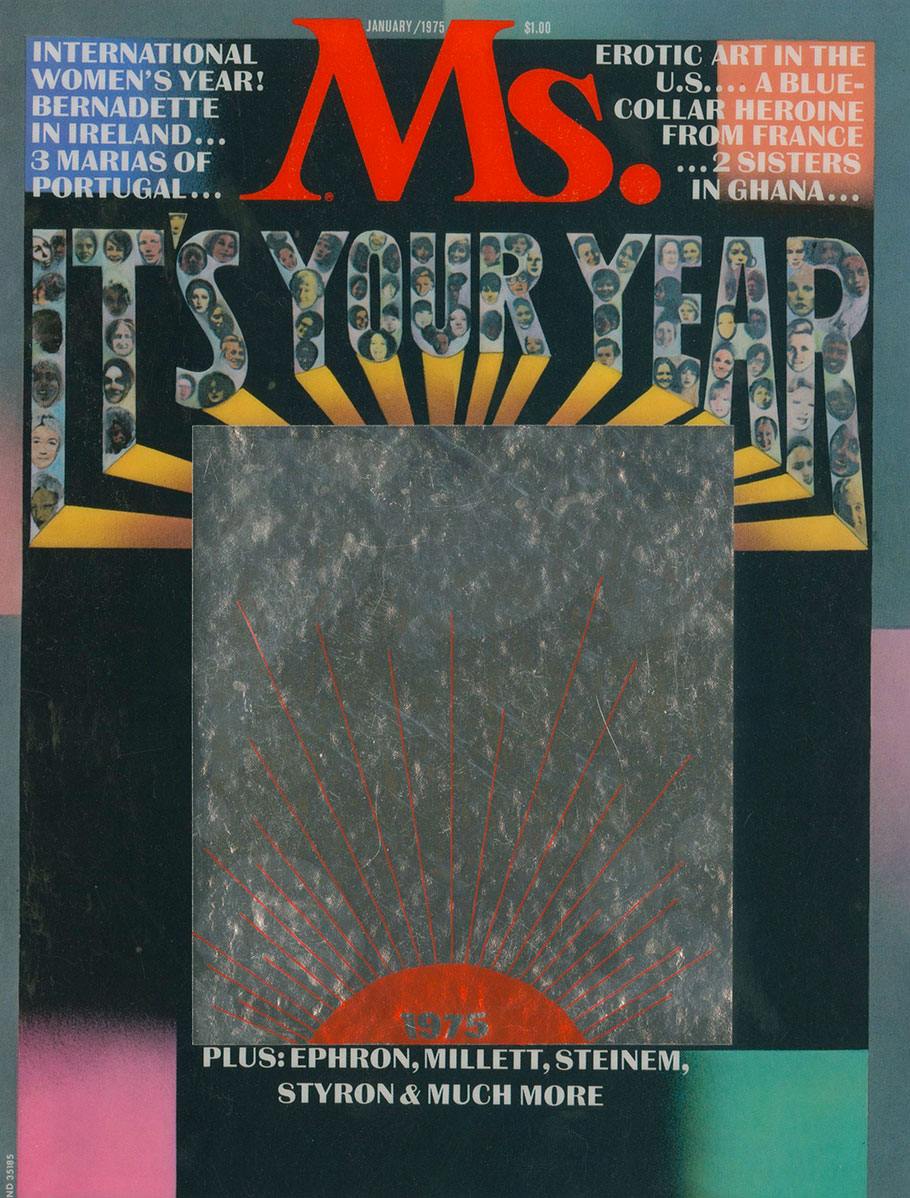 JANUARY/1975 $1.00
Ms.
INTERNATIONAL
WOMEN'S YEAR!
BERNADETTE
IN IRELAND...
3 MARIAS OF
PORTUGAL...
EROTIC ART IN THE
U.S.... A BLUE-
COLLAR HEROINE
FROM FRANCE
...2 SISTERS
IN GHANA...
IT'S YOUR YEAR
1975
PLUS: EPHRON, MILLETT, STEINEM,
STYRON & MUCH MORE
ND 35185